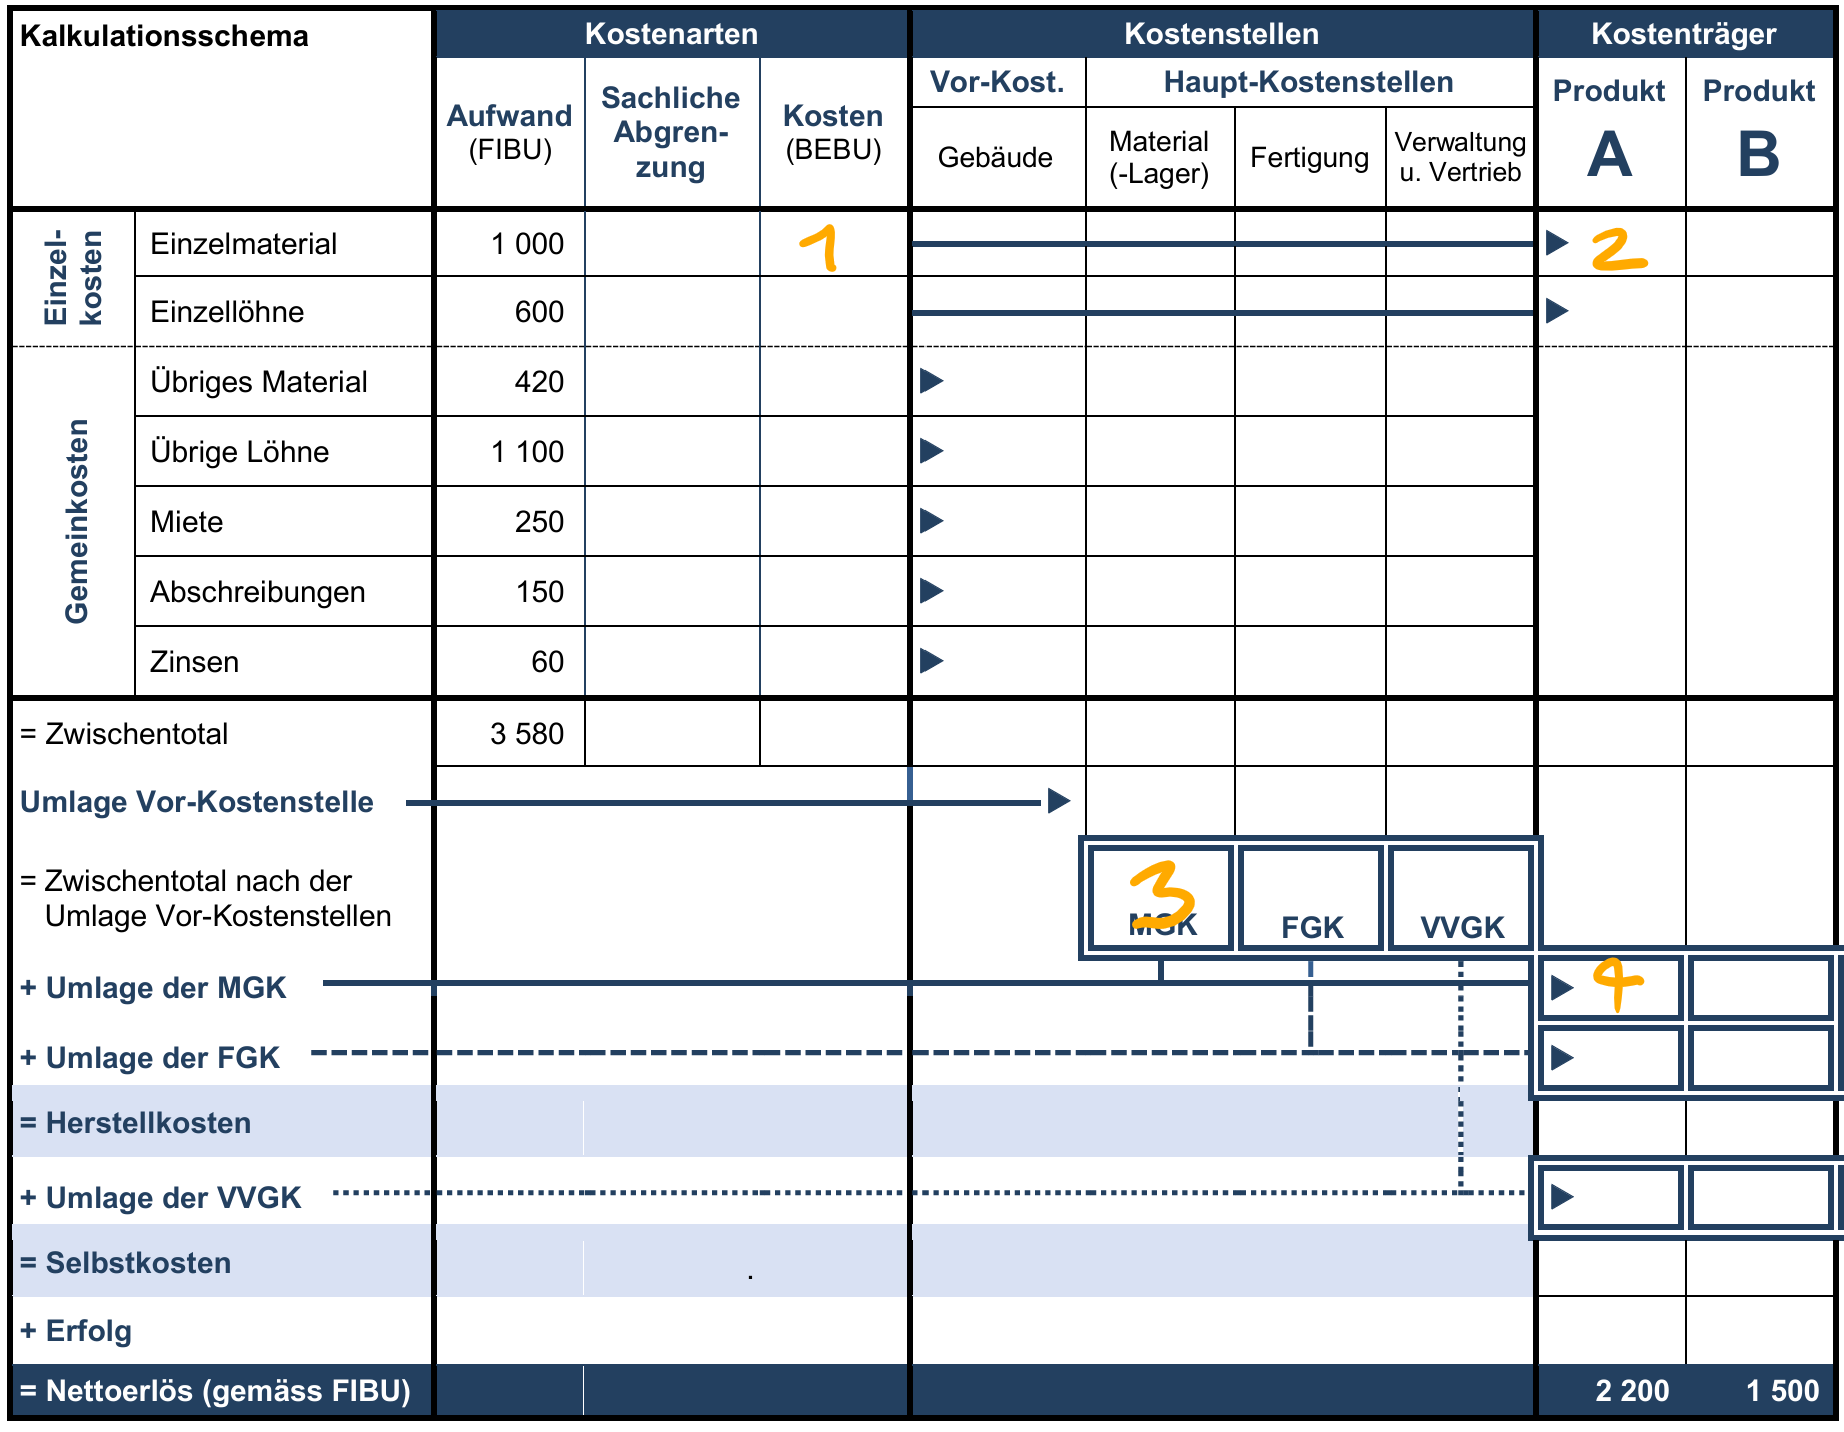 Kalkulationsschema
Kostenarten
Kostenstellen
Kostenträger
Aufwand
(FIBU)
Sachliche
Abgren-
zung
Kosten
(BEBU)
Vor-Kost.
Haupt-Kostenstellen
Gebäude
Material
(-Lager)
Fertigung
Verwaltung
u. Vertrieb
Produkt
A
Produkt
B
Einzel-
kosten
Einzelmaterial 1 000 1 2
Einzellöhne 600
Gemeinkosten
Übriges Material 420
Übrige Löhne 1 100
Miete 250
Abschreibungen 150
Zinsen 60
= Zwischentotal 3 580
Umlage Vor-Kostenstelle
= Zwischentotal nach der
Umlage Vor-Kostenstellen
3
MGK FGK VVGK
+ Umlage der MGK 4
+ Umlage der FGK
= Herstellkosten
+ Umlage der VVGK
= Selbstkosten .
+ Erfolg
= Nettoerlös (gemäss FIBU) 2 200 1 500